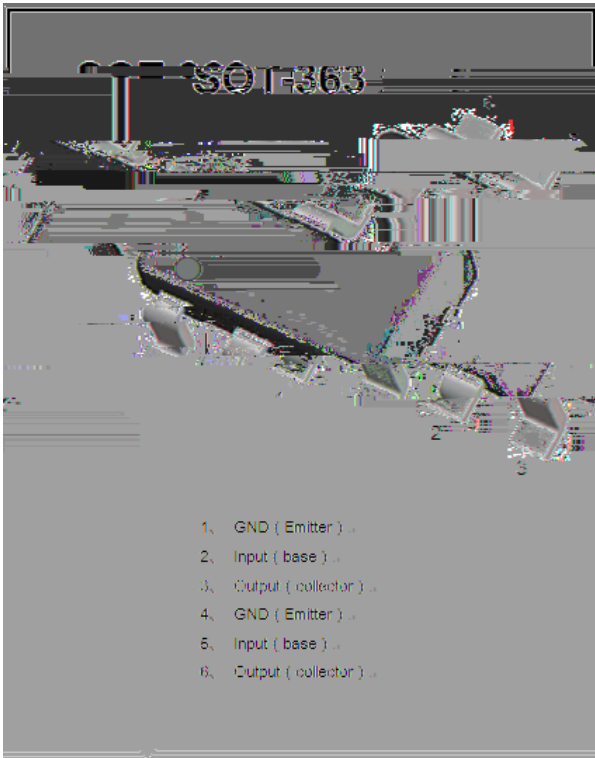 SOT-363
6
2
3
1、 GND ( Emitter )
2、 Input ( base )
3、 Output ( collector )
4、 GND ( Emitter )
5、 Input ( base )
6、 Output ( collector )